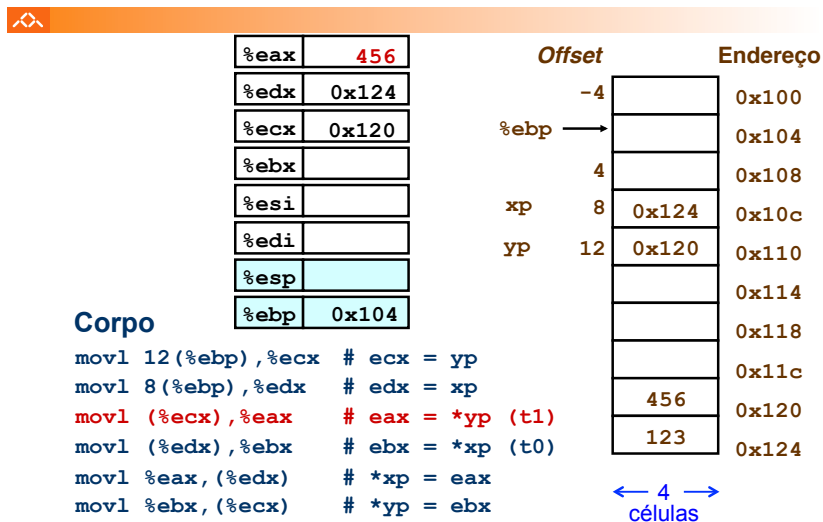 %eax 456
%edx 0x124
%ecx 0x120
%ebx
%esi
%edi
%esp
%ebp 0x104
Offset Endereço
-4 0x100
%ebp 0x104
4 0x108
xp 8 0x124 0x10c
yp 12 0x120 0x110
0x114
0x118
0x11c
456 0x120
123 0x124
4
células
Corpo
movl 12(%ebp),%ecx # ecx = yp
movl 8(%ebp),%edx # edx = xp
movl (%ecx),%eax # eax = *yp (t1)
movl (%edx),%ebx # ebx = *xp (t0)
movl %eax,(%edx) # *xp = eax
movl %ebx,(%ecx) # *yp = ebx